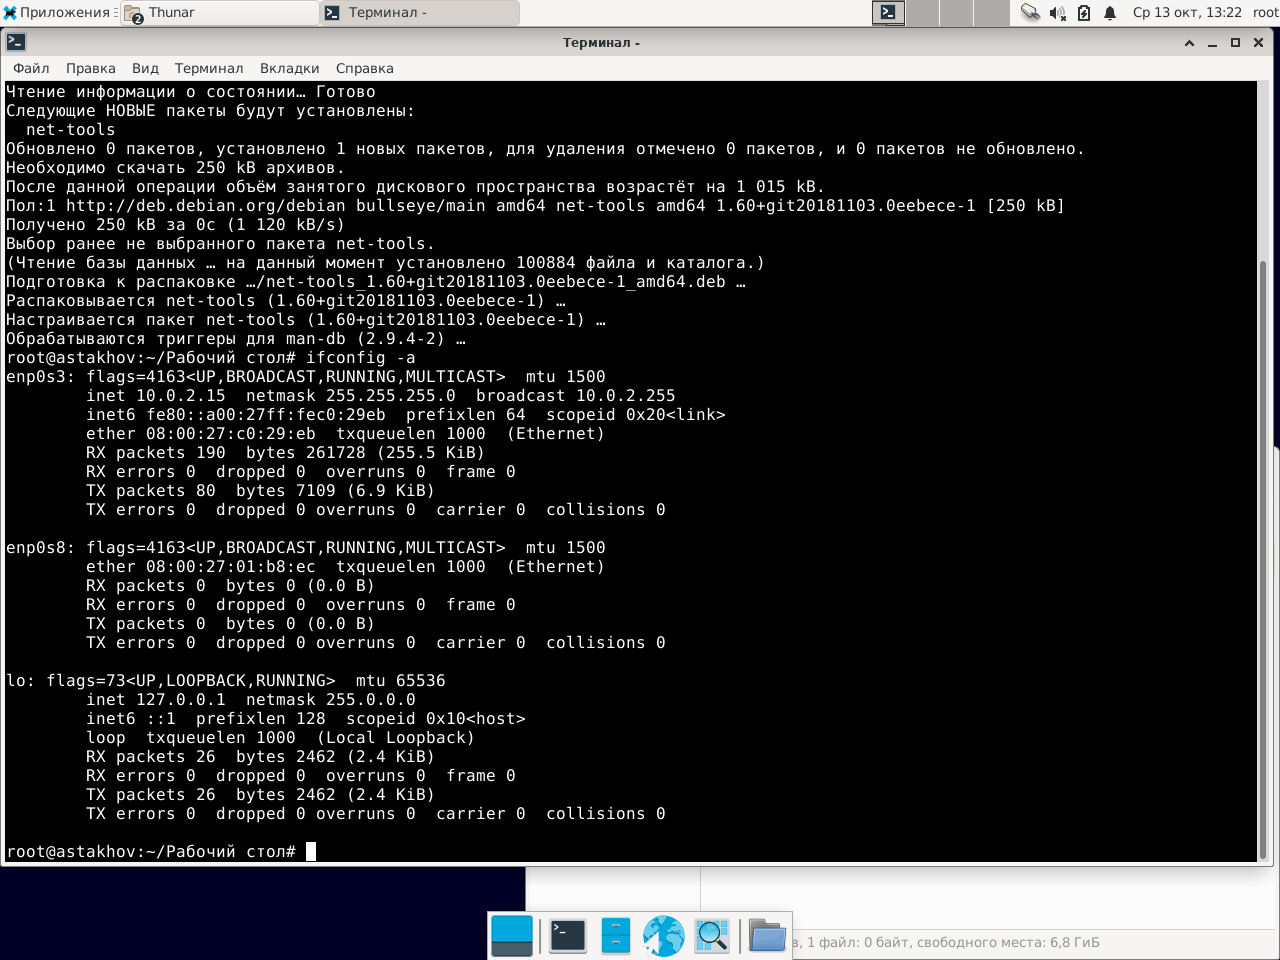 Приложения
2
Thunar
Терминал -
Ср 13 окт, 13:22
root
Терминал -
Файл Правка Вид Терминал Вкладки Справка
Чтение информации о состоянии… Готово
Следующие НОВЫЕ пакеты будут установлены:
  net-tools
Обновлено 0 пакетов, установлено 1 новых пакетов, для удаления отмечено 0 пакетов, и 0 пакетов не обновлено.
Необходимо скачать 250 kB архивов.
После данной операции объём занятого дискового пространства возрастёт на 1 015 kB.
Пол:1 http://deb.debian.org/debian bullseye/main amd64 net-tools amd64 1.60+git20181103.0eebece-1 [250 kB]
Получено 250 kB за 0с (1 120 kB/s)
Выбор ранее не выбранного пакета net-tools.
(Чтение базы данных … на данный момент установлено 100884 файла и каталога.)
Подготовка к распаковке …/net-tools_1.60+git20181103.0eebece-1_amd64.deb …
Распаковывается net-tools (1.60+git20181103.0eebece-1) …
Настраивается пакет net-tools (1.60+git20181103.0eebece-1) …
Обрабатываются триггеры для man-db (2.9.4-2) …
root@astakhov:~/Рабочий стол# ifconfig -a
enp0s3: flags=4163<UP,BROADCAST,RUNNING,MULTICAST>  mtu 1500
        inet 10.0.2.15  netmask 255.255.255.0  broadcast 10.0.2.255
        inet6 fe80::a00:27ff:fec0:29eb  prefixlen 64  scopeid 0x20<link>
        ether 08:00:27:c0:29:eb  txqueuelen 1000  (Ethernet)
        RX packets 190  bytes 261728 (255.5 KiB)
        RX errors 0  dropped 0  overruns 0  frame 0
        TX packets 80  bytes 7109 (6.9 KiB)
        TX errors 0  dropped 0 overruns 0  carrier 0  collisions 0
enp0s8: flags=4163<UP,BROADCAST,RUNNING,MULTICAST>  mtu 1500
        ether 08:00:27:01:b8:ec  txqueuelen 1000  (Ethernet)
        RX packets 0  bytes 0 (0.0 B)
        RX errors 0  dropped 0  overruns 0  frame 0
        TX packets 0  bytes 0 (0.0 B)
        TX errors 0  dropped 0 overruns 0  carrier 0  collisions 0
lo: flags=73<UP,LOOPBACK,RUNNING>  mtu 65536
        inet 127.0.0.1  netmask 255.0.0.0
        inet6 ::1  prefixlen 128  scopeid 0x10<host>
        loop  txqueuelen 1000  (Local Loopback)
        RX packets 26  bytes 2462 (2.4 KiB)
        RX errors 0  dropped 0  overruns 0  frame 0
        TX packets 26  bytes 2462 (2.4 KiB)
        TX errors 0  dropped 0 overruns 0  carrier 0  collisions 0
root@astakhov:~/Рабочий стол#
, 1 файл: 0 байт, свободного места: 6,8 ГиБ